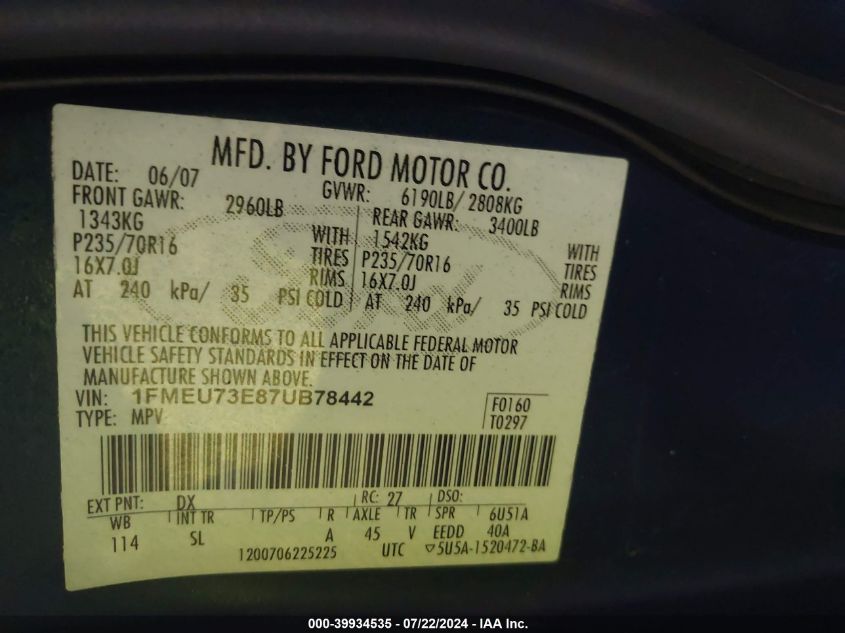 MFD. BY FORD MOTOR CO.
DATE: 06/07 GVWR: 6190LB/ 2808KG
FRONT GAWR: 2960LB REAR GAWR: 3400LB
1343KG WITH 1542KG WITH
P235/70R16 TIRES P235/70R16 TIRES
16X7.0J RIMS 16X7.0J RIMS
AT 240 kPa/ 35 PSI COLD AT 240 kPa/ 35 PSI COLD
THIS VEHICLE CONFORMS TO ALL APPLICABLE FEDERAL MOTOR
VEHICLE SAFETY STANDARDS IN EFFECT ON THE DATE OF
MANUFACTURE SHOWN ABOVE.
VIN: 1FMEU73E87UB78442 F0160
TYPE: MPV T0297
EXT PNT: DX RC: 27 DSO:
WB INT TR TP/PS R AXLE TR SPR 6U51A
114 SL A 45 V EEDD 40A
1200706225225 UTC ▽5U5A-1520472-BA
000-39934535 - 07/22/2024 - IAA Inc.